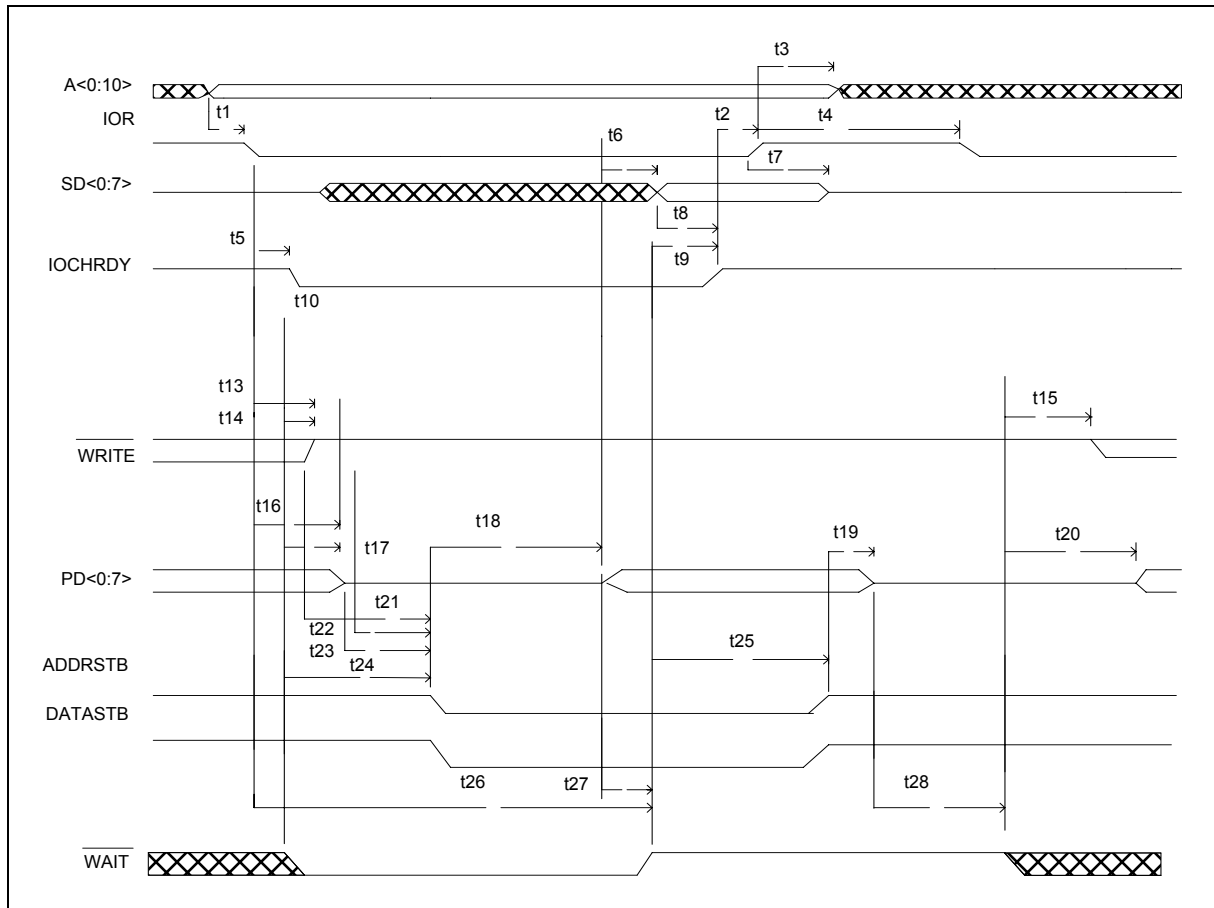 t3
A<0:10>
t1
t2
t4
IOR
t6
t7
SD<0:7>
t8
t5
t9
IOCHRDY
t10
t13
t15
t14
WRITE
t16
t18
t17
t19
t20
PD<0:7>
t21
t22
t23
t25
ADDRSTB
t24
DATASTB
t26
t27
t28
WAIT